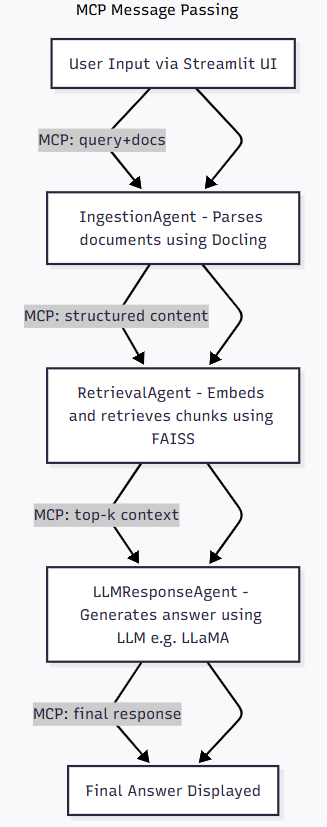 MCP Message Passing
User Input via Streamlit UI
MCP: query+docs
IngestionAgent - Parses
documents using Docling
MCP: structured content
RetrievalAgent - Embeds
and retrieves chunks using
FAISS
MCP: top-k context
LLMResponseAgent -
Generates answer using
LLM e.g. LLaMA
MCP: final response
Final Answer Displayed